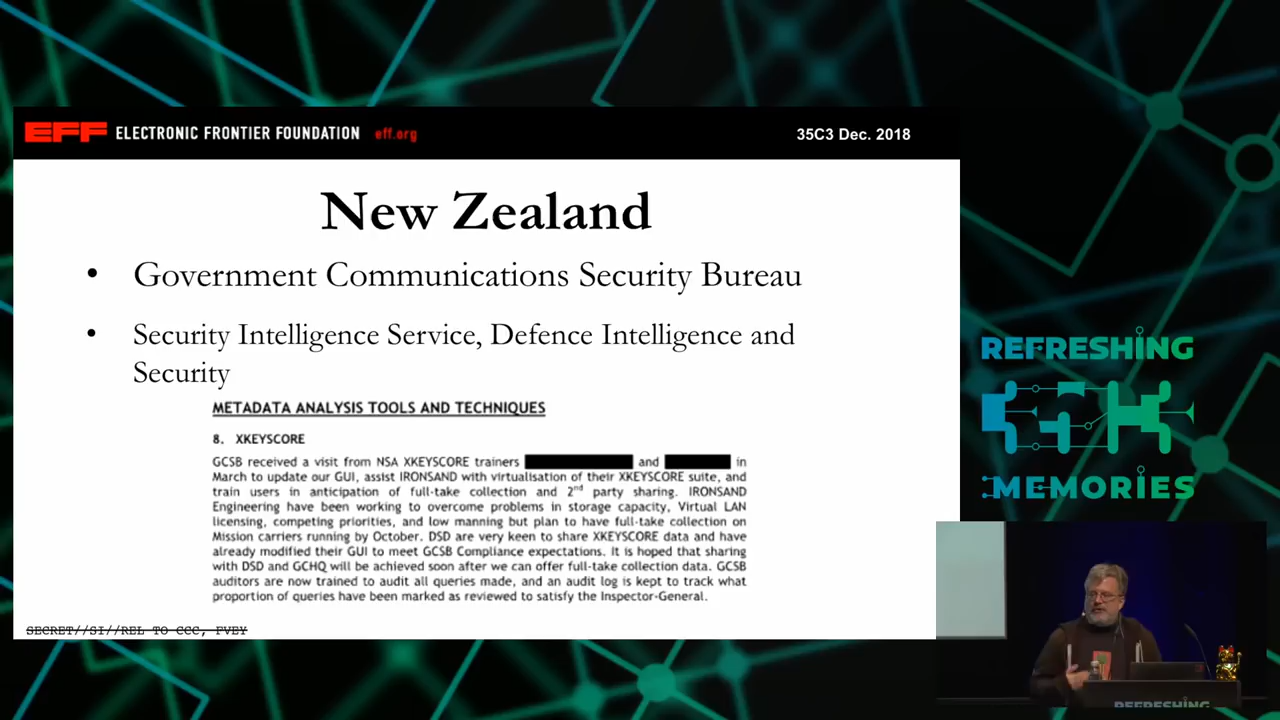 EFF ELECTRONIC FRONTIER FOUNDATION eff.org
35C3 Dec. 2018
New Zealand
• Government Communications Security Bureau
• Security Intelligence Service, Defence Intelligence and
Security
METADATA ANALYSIS TOOLS AND TECHNIQUES
8. XKEYSCORE
GCSB received a visit from NSA XKEYSCORE trainers and in
March to update our GUI, assist IRONSAND with virtualisation of their XKEYSCORE suite, and
train users in anticipation of full-take collection and 2nd party sharing. IRONSAND
Engineering have been working to overcome problems in storage capacity, Virtual LAN
licensing, competing priorities, and low manning but plan to have full-take collection on
Mission carriers running by October. DSD are very keen to share XKEYSCORE data and have
already modified their GUI to meet GCSB Compliance expectations. It is hoped that sharing
with DSD and GCHQ will be achieved soon after we can offer full-take collection data. GCSB
auditors are now trained to audit all queries made, and an audit log is kept to track what
proportion of queries have been marked as reviewed to satisfy the Inspector-General.
SECRET//SI//REL TO CCC, FVEY
REFRESHING
MEMORIES
REFRESHING